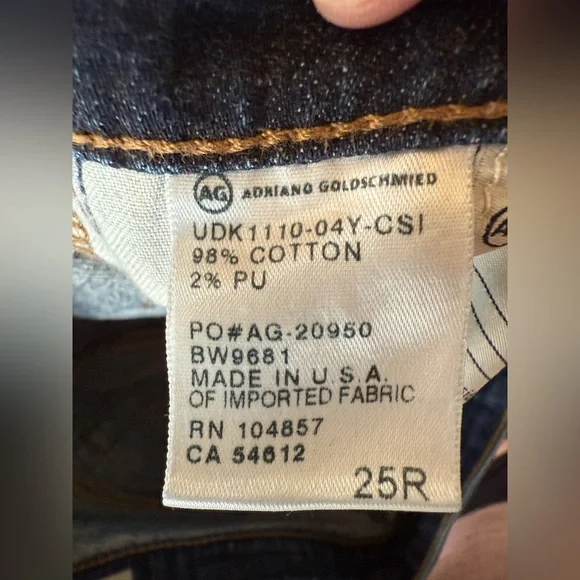 AG ADRIANO GOLDSCHMIED
UDK1110-04Y-CSI
98% COTTON
2% PU
PO#AG-20950
BW9681
MADE IN U.S.A.
OF IMPORTED FABRIC
RN 104857
CA 54612
25R